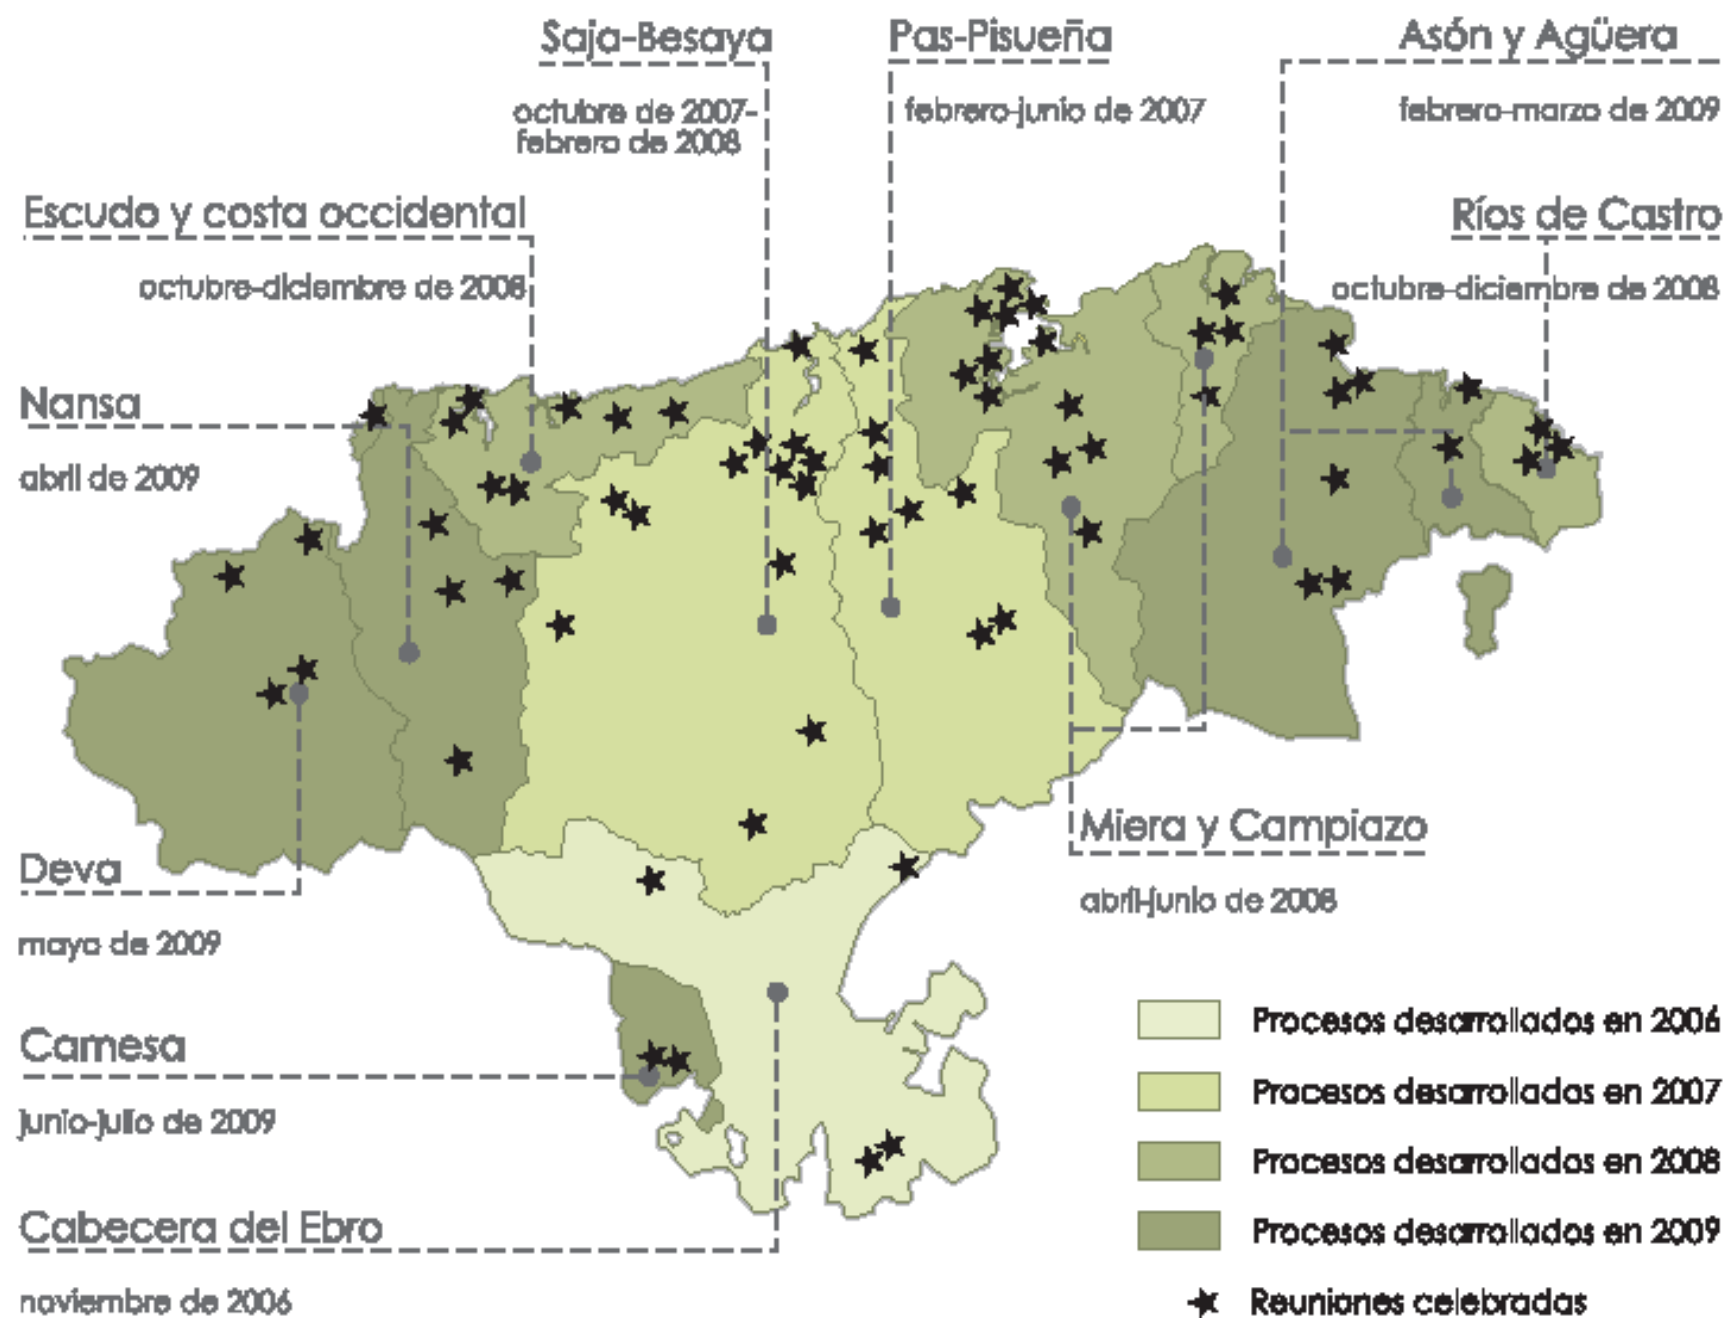 Saja-Besaya
octubre de 2007-
febrero de 2008
Pas-Pisueña
febrero-junio de 2007
Asón y Agüera
febrero-marzo de 2009
Escudo y costa occidental
octubre-diciembre de 2008
Ríos de Castro
octubre-diciembre de 2008
Nansa
abril de 2009
Deva
mayo de 2009
Miera y Campiazo
abril-junio de 2008
Camesa
junio-julio de 2009
Cabecera del Ebro
noviembre de 2006
Procesos desarrollados en 2006
Procesos desarrollados en 2007
Procesos desarrollados en 2008
Procesos desarrollados en 2009
Reuniones celebradas